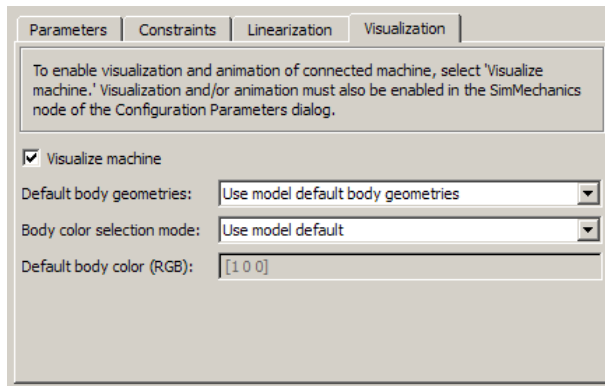 Parameters Constraints Linearization Visualization
To enable visualization and animation of connected machine, select 'Visualize
machine.' Visualization and/or animation must also be enabled in the SimMechanics
node of the Configuration Parameters dialog.
Visualize machine
Default body geometries: Use model default body geometries
Body color selection mode: Use model default
Default body color (RGB): [1 0 0]